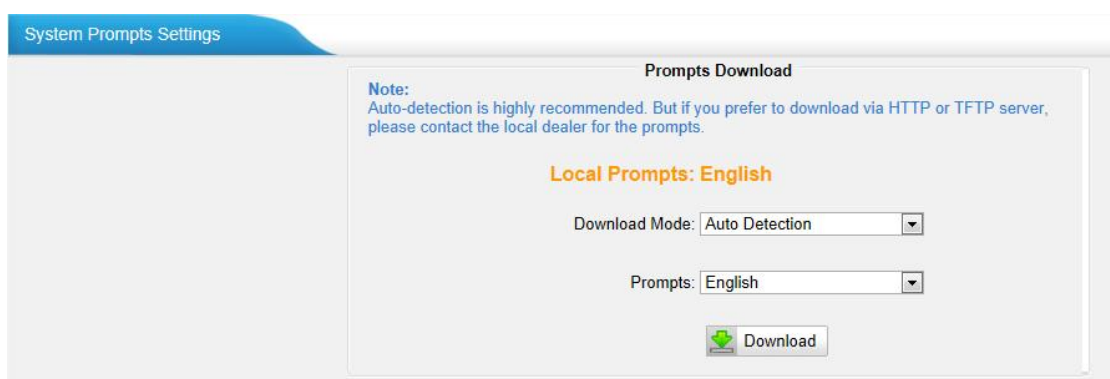 System Prompts Settings
Prompts Download
Note:
Auto-detection is highly recommended. But if you prefer to download via HTTP or TFTP server,
please contact the local dealer for the prompts.
Local Prompts: English
Download Mode: Auto Detection
Prompts: English
Download